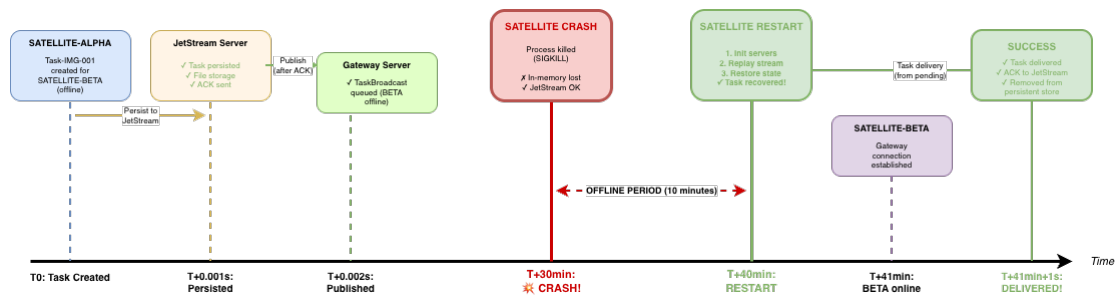 SATELLITE-ALPHA
Task-IMG-001
created for
SATELLITE-BETA
(offline)
JetStream Server
✓ Task persisted
✓ File storage
✓ ACK sent
Publish
(after ACK)
Gateway Server
✓ TaskBroadcast
queued (BETA
offline)
Persist to
JetStream
SATELLITE CRASH
Process killed
(SIGKILL)
✗ In-memory lost
✓ JetStream OK
SATELLITE RESTART
1. Init servers
2. Replay stream
3. Restore state
✓ Task recovered!
Task delivery
(from pending)
SUCCESS
✓ Task delivered
✓ ACK to JetStream
✓ Removed from
persistent store
SATELLITE-BETA
Gateway
connection
established
OFFLINE PERIOD (10 minutes)
Time
T0: Task Created
T+0.001s:
Persisted
T+0.002s:
Published
T+30min:
💥 CRASH!
T+40min:
RESTART
T+41min:
BETA online
T+41min+1s:
DELIVERED!